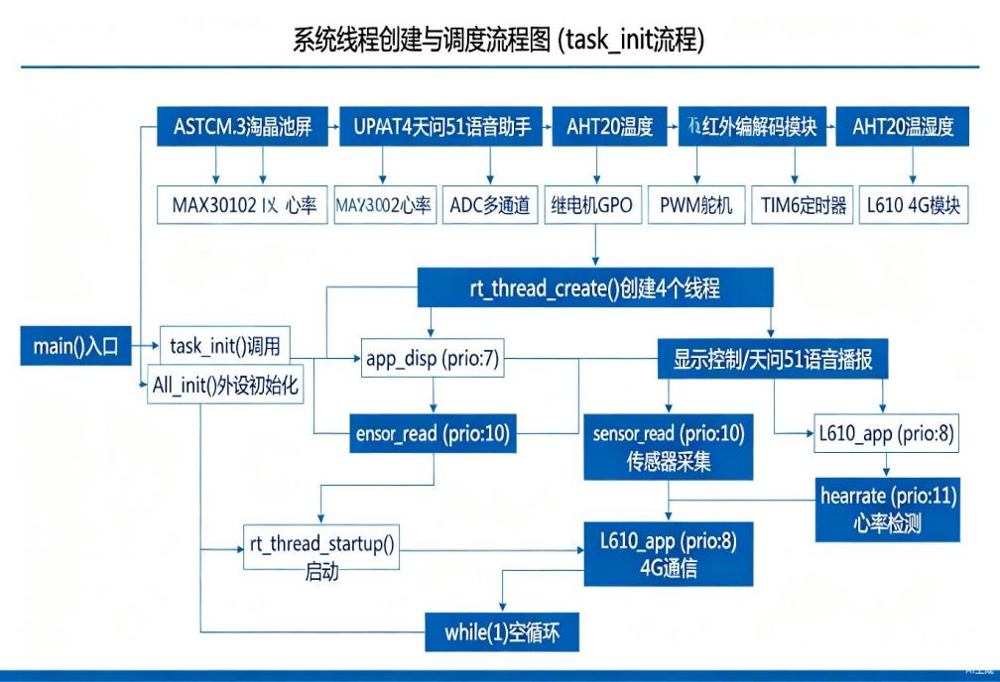 系统线程创建与调度流程图 (task_init流程)
ASTCM.3淘晶池屏
UPAAT4天问51语音助手
AHT20温度
红外编解码模块
AHT20温湿度
MAX30102 心率
心率
ADC多通道
继电机GPO
PWM舵机
TIM6定时器
L610 4G模块
rt_thread_create()创建4个线程
main()入口
task_init()调用
All_init()外设初始化
app_disp (prio:7)
显示控制/天问51语音播报
ensor_read (prio:10)
sensor_read (prio:10)
传感器采集
L610_app (prio:8)
hearrate (prio:11)
心率检测
rt_thread_startup()
启动
L610_app (prio:8)
4G通信
while(1)空循环